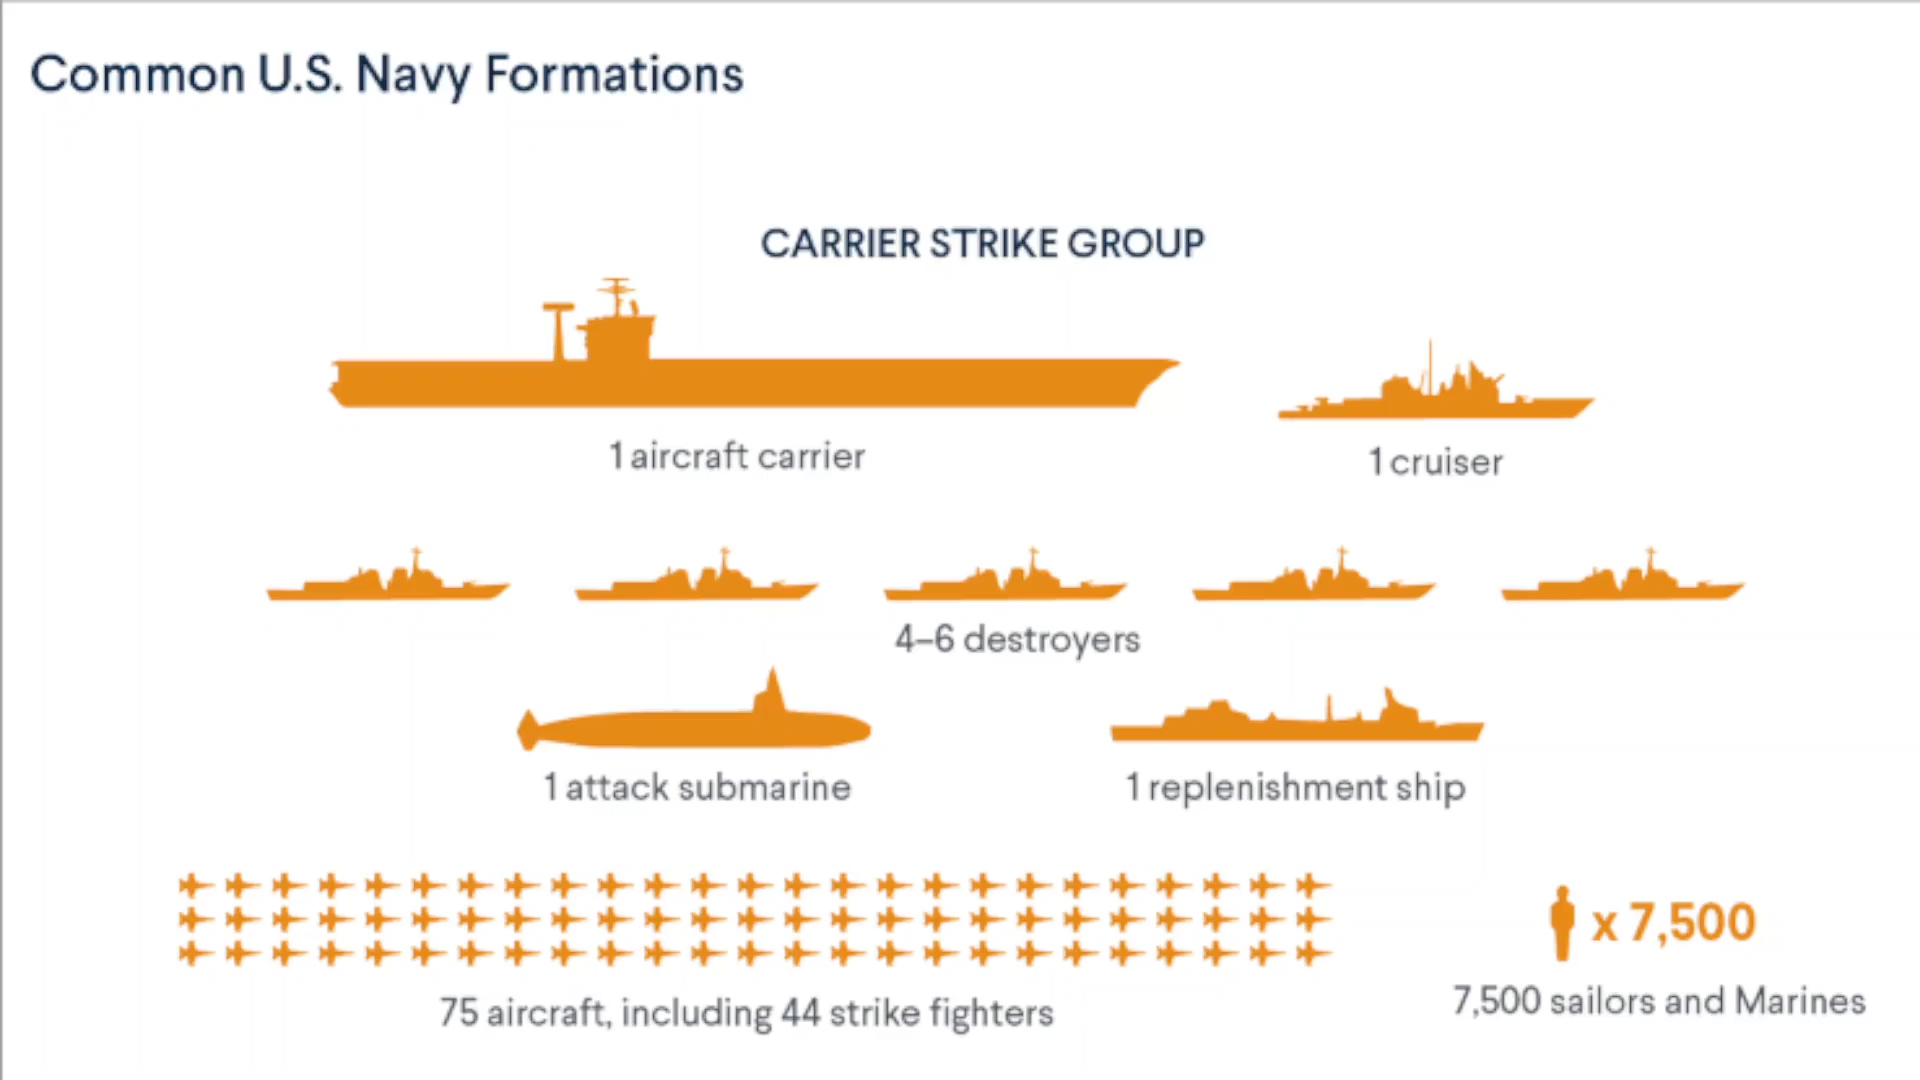 Common U.S. Navy Formations
CARRIER STRIKE GROUP
1 aircraft carrier
1 cruiser
4–6 destroyers
1 attack submarine
1 replenishment ship
x 7,500
75 aircraft, including 44 strike fighters
7,500 sailors and Marines